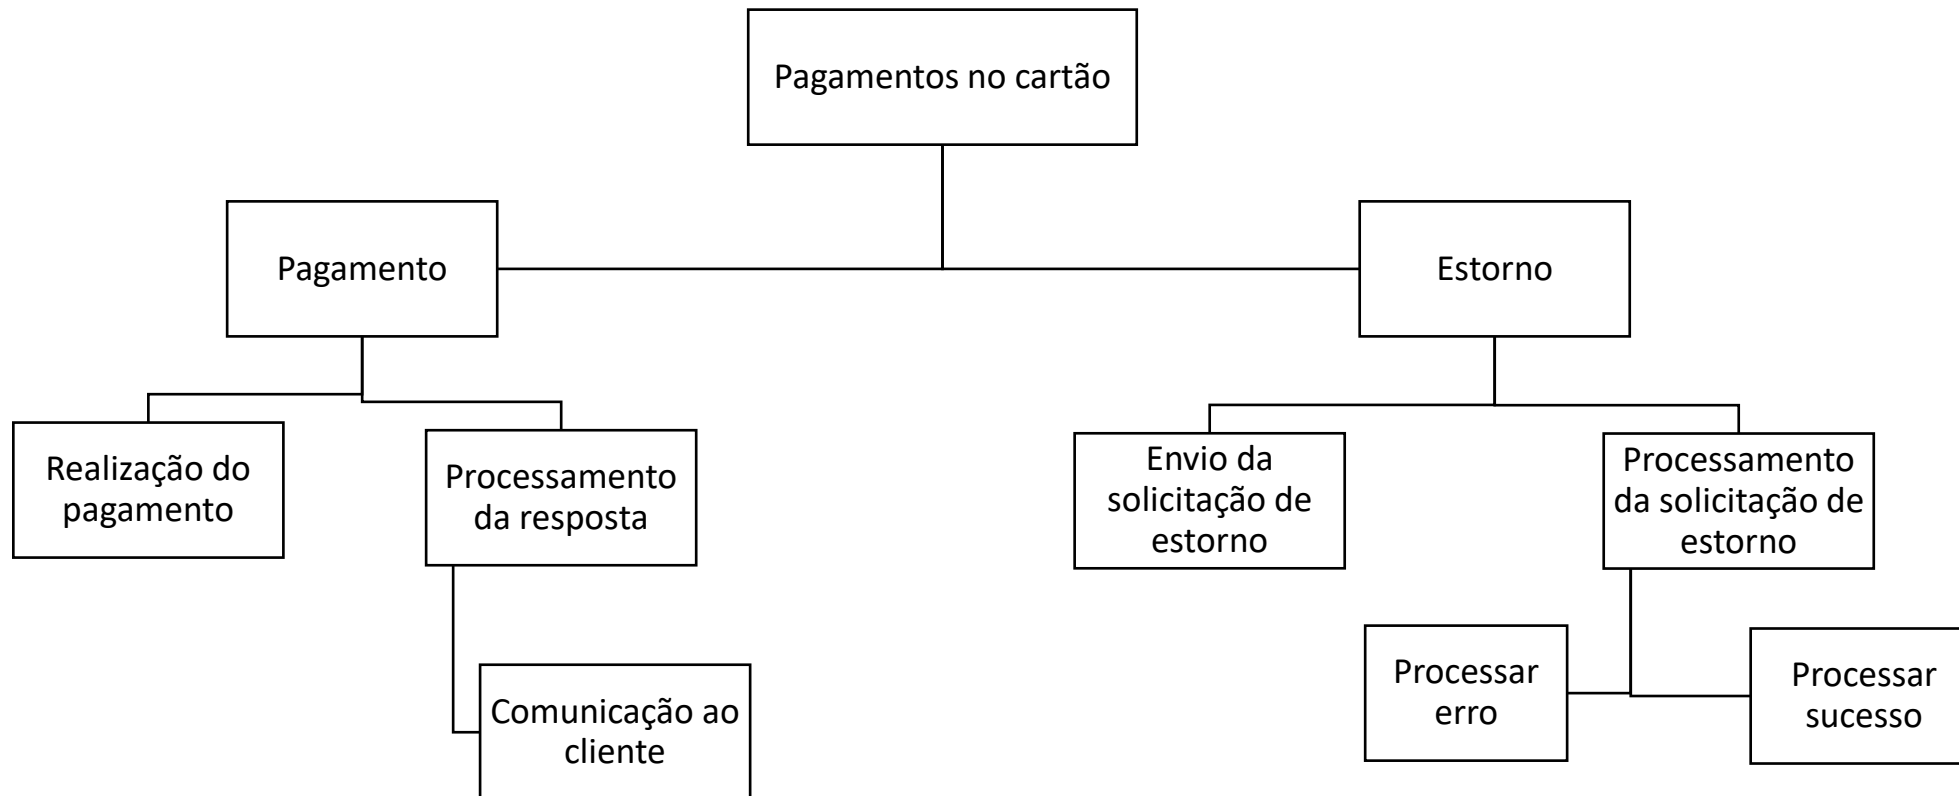 Pagamentos no cartão
Pagamento
Estorno
Realização do
pagamento
Processamento
da resposta
Envio da
solicitação de
estorno
Processamento
da solicitação de
estorno
Comunicação ao
cliente
Processar
erro
Processar
sucesso